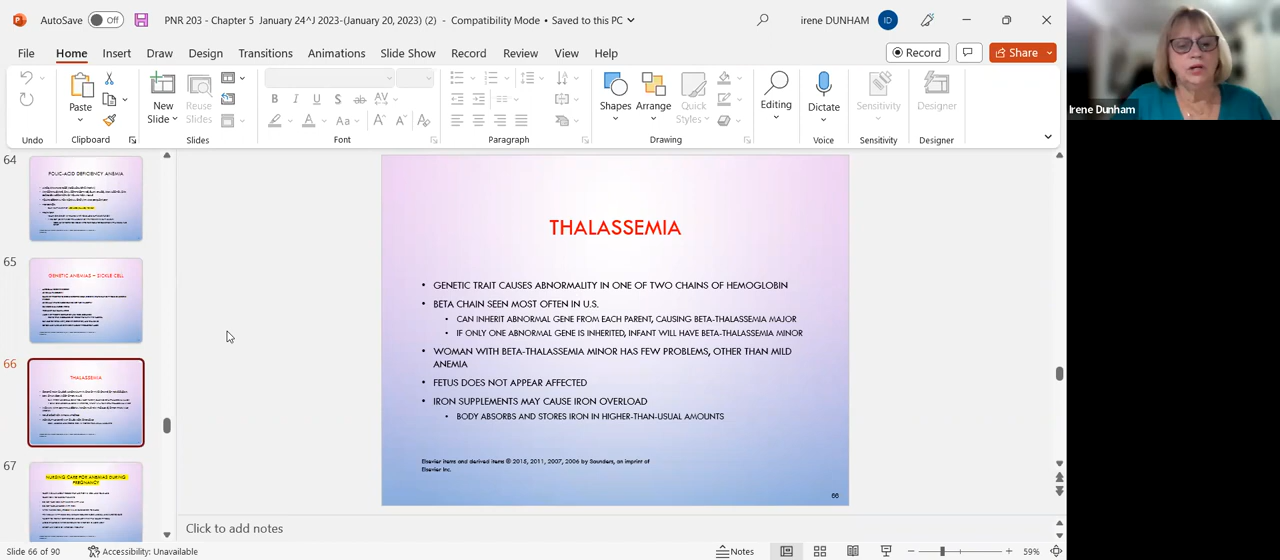 AutoSave Off PNR 203 - Chapter 5 January 24^J 2023-(January 20, 2023) (2) - Compatibility Mode • Saved to this PC irene DUNHAM ID
File Home Insert Draw Design Transitions Animations Slide Show Record Review View Help Record Share
Paste New Slide Reuse Slides Shapes Arrange Quick Styles Editing Dictate Sensitivity Designer
Undo Clipboard Slides Font Paragraph Drawing Voice Sensitivity Designer
Irene Dunham
64
FOLIC-ACID DEFICIENCY ANEMIA
65
GENETIC ANEMIAS – SICKLE CELL
66
THALASSEMIA
67
NURSING CARE FOR ANEMIAS DURING
PREGNANCY
THALASSEMIA
• GENETIC TRAIT CAUSES ABNORMALITY IN ONE OF TWO CHAINS OF HEMOGLOBIN
• BETA CHAIN SEEN MOST OFTEN IN U.S.
• CAN INHERIT ABNORMAL GENE FROM EACH PARENT, CAUSING BETA-THALASSEMIA MAJOR
• IF ONLY ONE ABNORMAL GENE IS INHERITED, INFANT WILL HAVE BETA-THALASSEMIA MINOR
• WOMAN WITH BETA-THALASSEMIA MINOR HAS FEW PROBLEMS, OTHER THAN MILD
ANEMIA
• FETUS DOES NOT APPEAR AFFECTED
• IRON SUPPLEMENTS MAY CAUSE IRON OVERLOAD
• BODY ABSORBS AND STORES IRON IN HIGHER-THAN-USUAL AMOUNTS
Elsevier items and derived items © 2015, 2011, 2007, 2006 by Saunders, an imprint of
Elsevier Inc.
66
Click to add notes
Slide 66 of 90 Accessibility: Unavailable Notes 59%